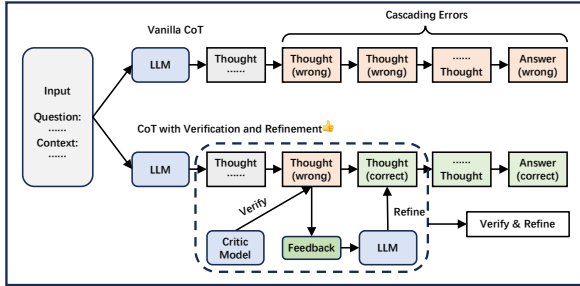 Cascading Errors
Vanilla CoT
Input
Question:
......
Context:
......
LLM
Thought
......
Thought
(wrong)
Thought
(wrong)
......
Thought
Answer
(wrong)
CoT with Verification and Refinement👍
LLM
Thought
......
Thought
(wrong)
Thought
(correct)
......
Thought
Answer
(correct)
Verify
Refine
Critic
Model
Feedback
LLM
Verify & Refine